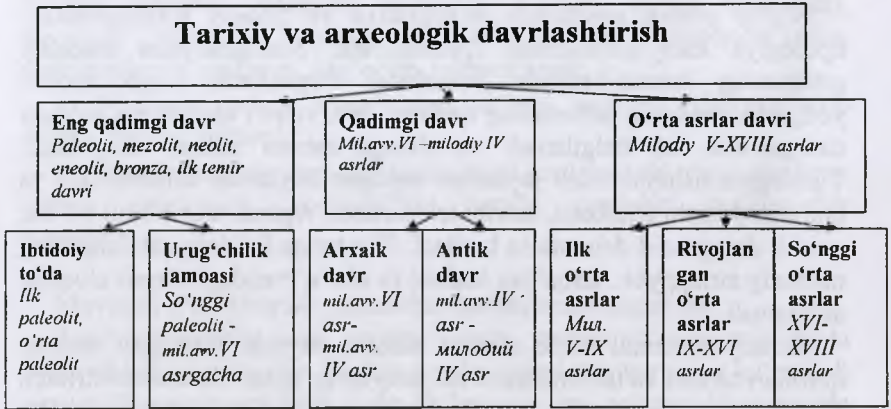 Tarixiy va arxeologik davrlashtirish
Eng qadimgi davr
Paleolit, mezolit, neolit,
eneolit, bronza, ilk temir
davri
Qadimgi davr
Mil.avv.VI –milodiy IV
asrlar
O‘rta asrlar davri
Milodiy V-XVIII asrlar
Ibtidoiy
to‘da
Ilk
paleolit,
o‘rta
paleolit
Urug‘chilik
jamoasi
So‘nggi
paleolit -
mil.avv.VI
asrgacha
Arxaik
davr
mil.avv.VI
asr-
mil.avv.
IV asr
Antik
davr
mil.avv.IV
asr -
милодий
IV asr
Ilk
o‘rta
asrlar
Мил.
V-IX
asrlar
Rivojlan
gan
o‘rta
asrlar
IX-XVI
asrlar
So‘nggi
o‘rta
asrlar
XVI-
XVIII
asrlar